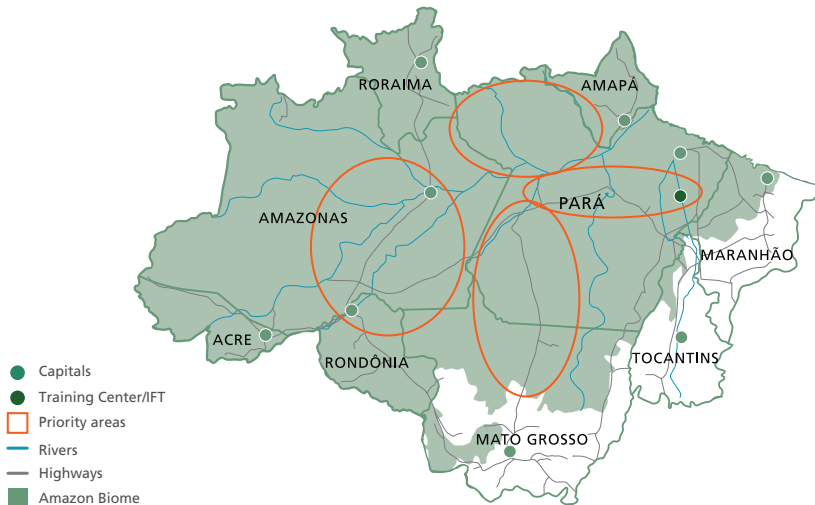 RORAIMA
AMAPÁ
AMAZONAS
PARÁ
MARANHÃO
ACRE
RONDÔNIA
TOCANTINS
MATO GROSSO
Capitals
Training Center/IFT
Priority areas
Rivers
Highways
Amazon Biome